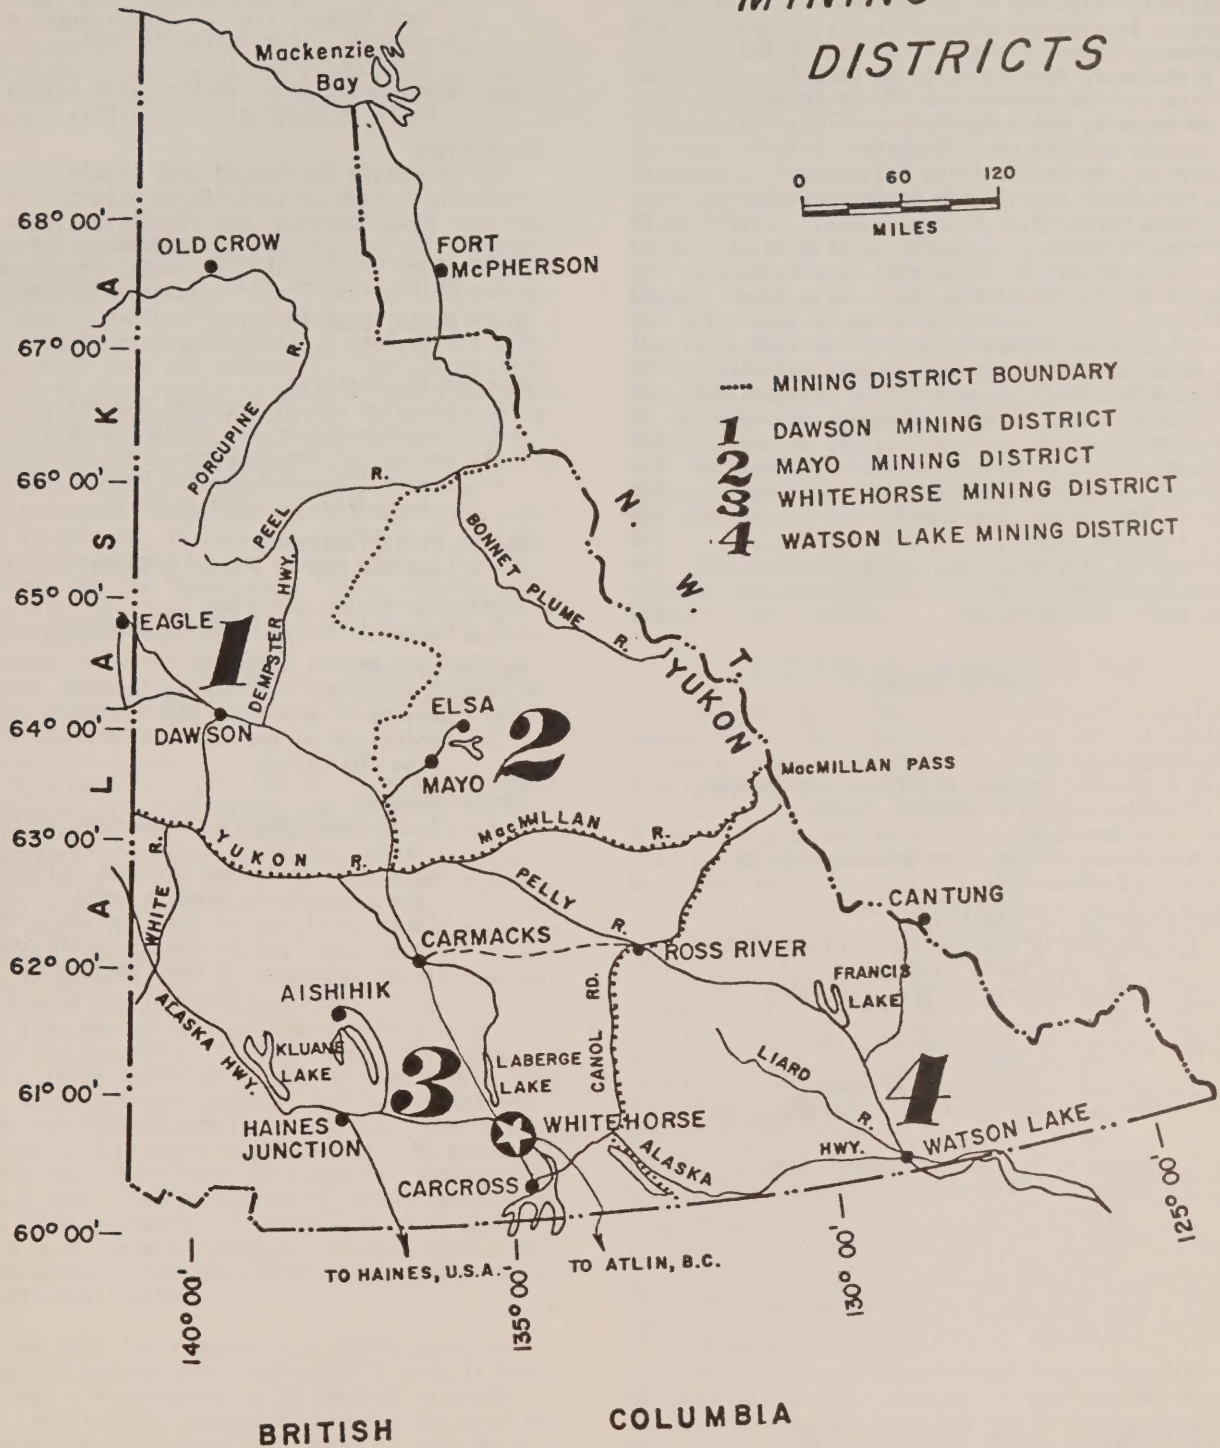 MINING
DISTRICTS
Mackenzie
Bay
0 60 120
MILES
68° 00'
67° 00'
66° 00'
65° 00'
64° 00'
63° 00'
62° 00'
61° 00'
60° 00'
ALASKA
OLD CROW
FORT
McPHERSON
PORCUPINE R.
MINING DISTRICT BOUNDARY
1 DAWSON MINING DISTRICT
2 MAYO MINING DISTRICT
3 WHITEHORSE MINING DISTRICT
4 WATSON LAKE MINING DISTRICT
PEEL R.
BONNET PLUME R.
N. W. T.
YUKON
EAGLE
1
DEMPSTER HWY.
DAWSON
ELSA
MAYO
2
MacMILLAN PASS
MacMILLAN R.
YUKON R.
WHITE R.
PELLY R.
CANTUNG
CARMACKS
ROSS RIVER
FRANCIS
LAKE
AISHIHIK
ALASKA HWY.
KLUANE
LAKE
3
LABERGE
LAKE
CANOL RD.
LIARD R.
4
HAINES
JUNCTION
WHITEHORSE
ALASKA HWY.
WATSON LAKE
CARCROSS
TO HAINES, U.S.A.
TO ATLIN, B.C.
140° 00'
135° 00'
130° 00'
125° 00'
BRITISH COLUMBIA